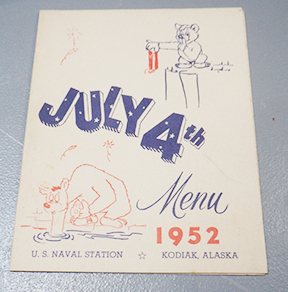 JULY 4th
Menu
1952
U. S. NAVAL STATION ☆ KODIAK, ALASKA